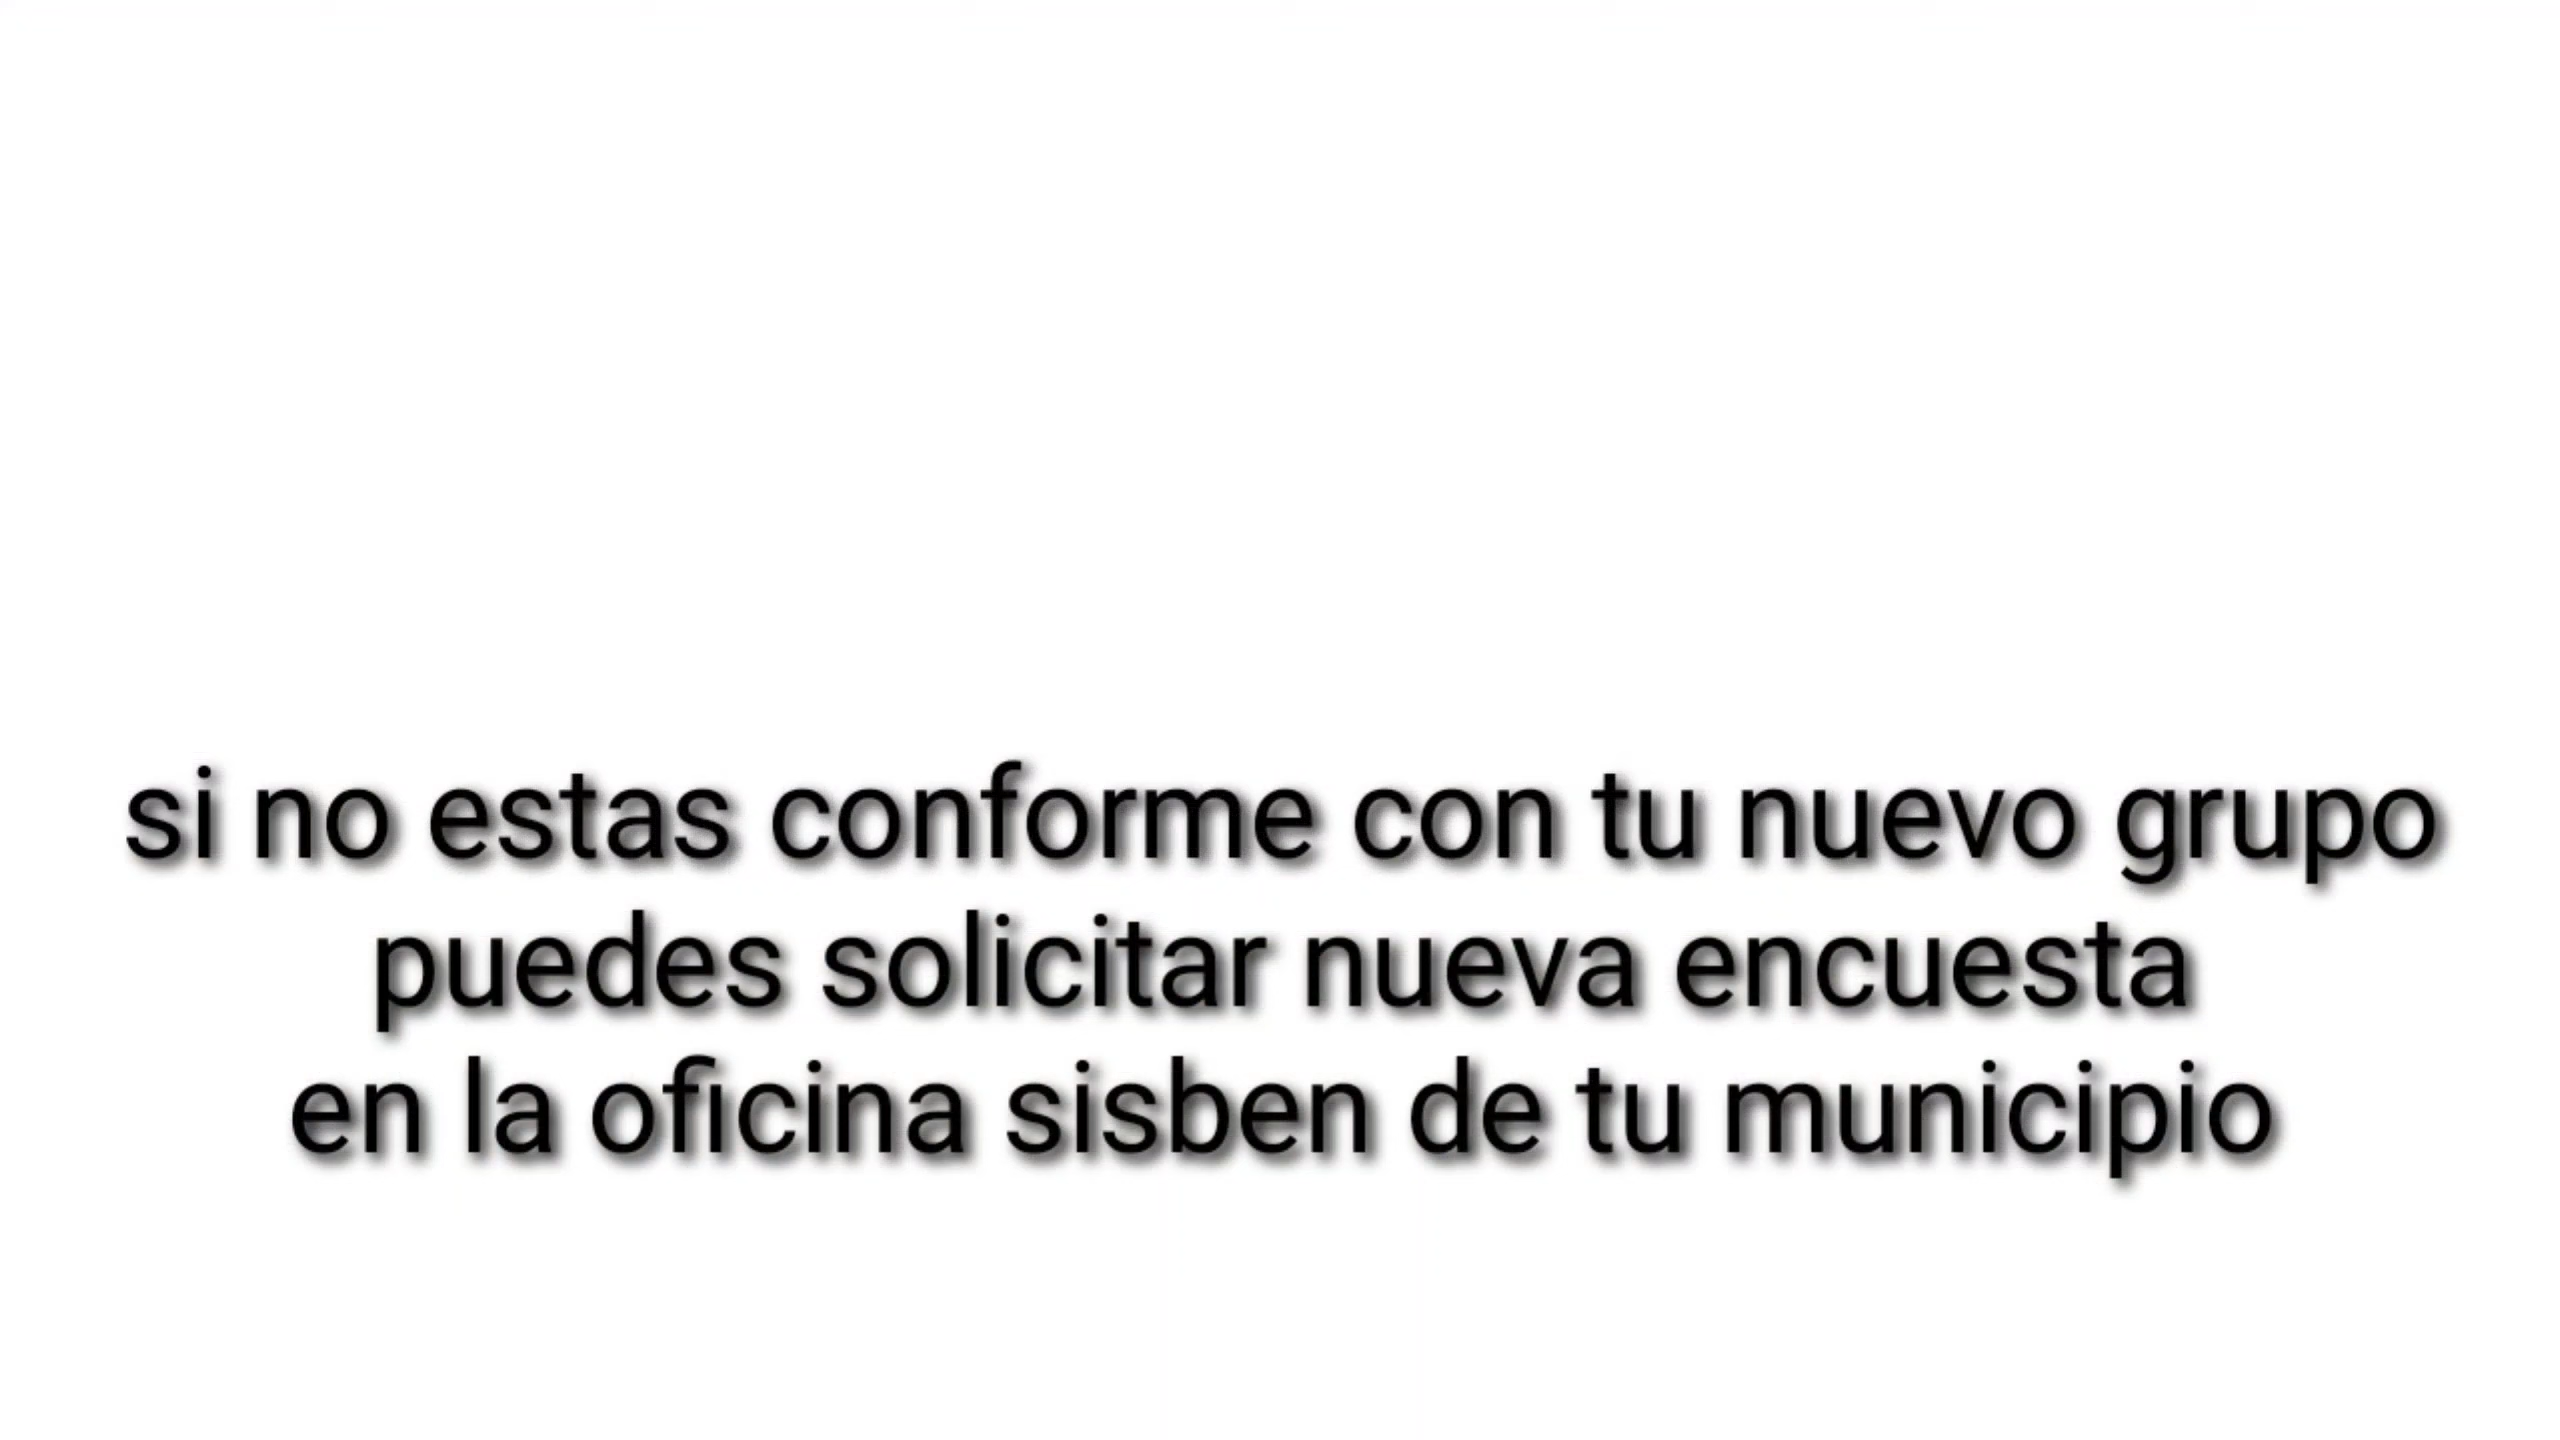 si no estas conforme con tu nuevo grupo
puedes solicitar nueva encuesta
en la oficina sisben de tu municipio